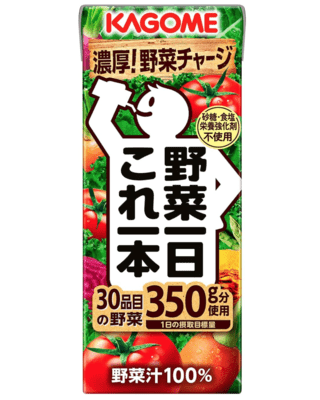 KAGOME
濃厚!野菜チャージ
砂糖・食塩
栄養強化剤
不使用
野菜一日
これ一本
30品目
の野菜
350g分
使用
1日の摂取目標量
野菜汁100%